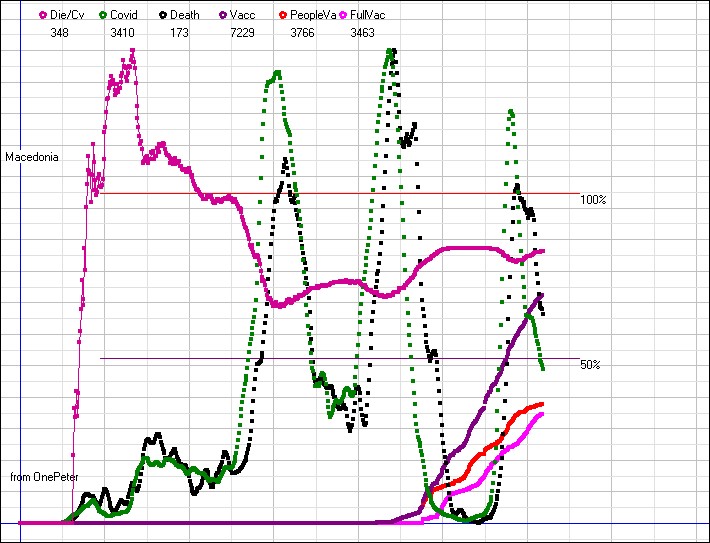 Die/Cv Covid Death Vacc PeopleVa FullVac
348 3410 173 7229 3766 3463
Macedonia
100%
50%
from OnePeter